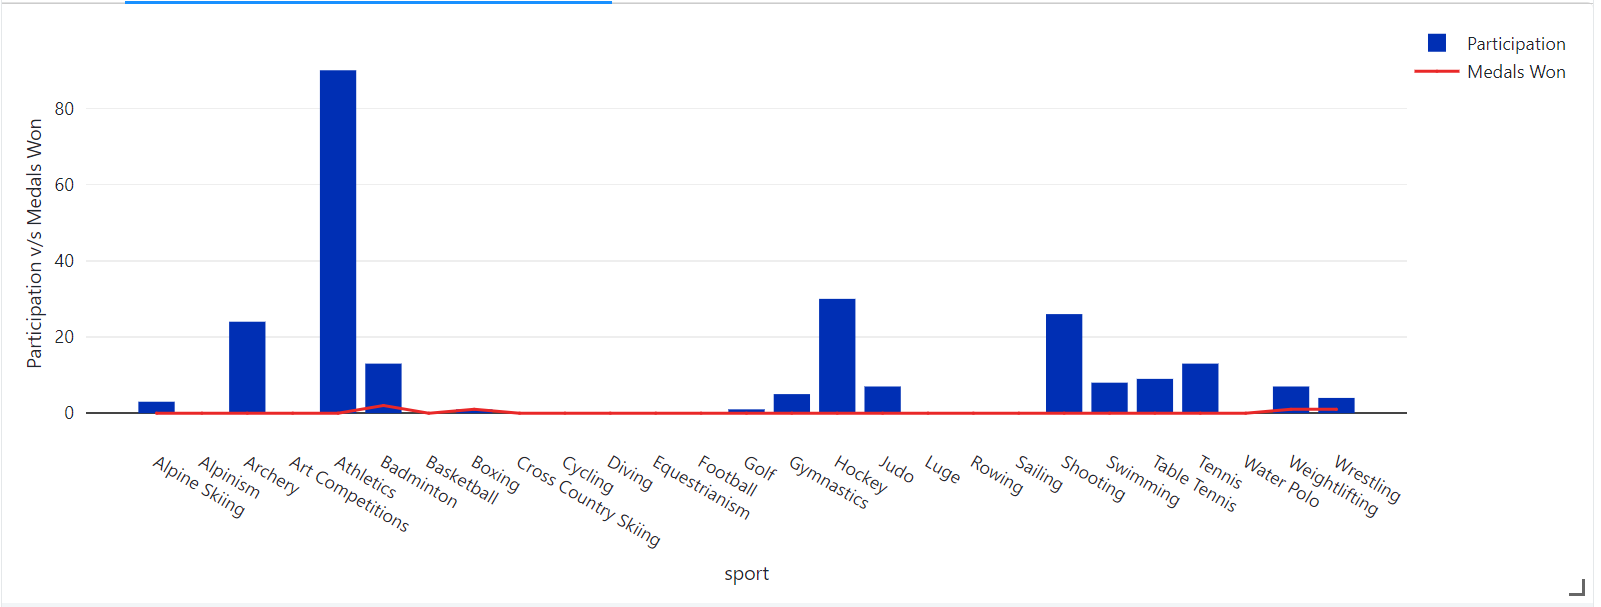 Participation
Medals Won
Participation v/s Medals Won
80
60
40
20
0
Alpine Skiing
Alpinism
Archery
Art Competitions
Athletics
Badminton
Basketball
Boxing
Cross Country Skiing
Cycling
Diving
Equestrianism
Football
Golf
Gymnastics
Hockey
Judo
Luge
Rowing
Sailing
Shooting
Swimming
Table Tennis
Tennis
Water Polo
Weightlifting
Wrestling
sport